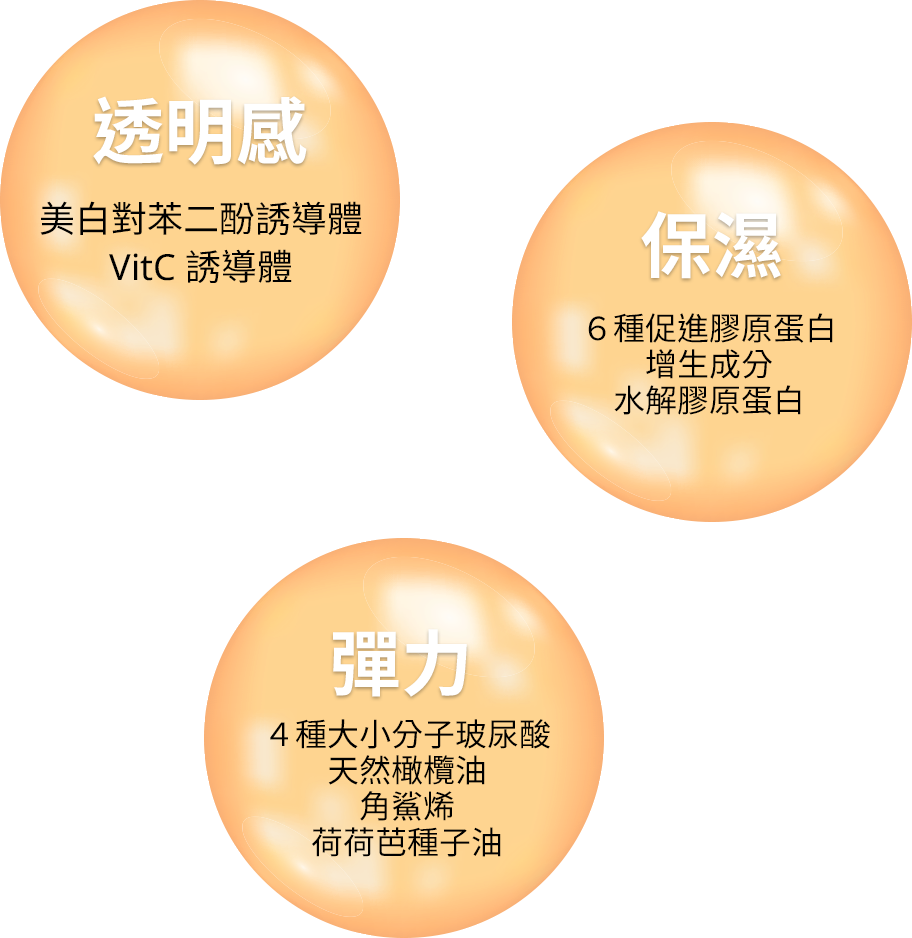 透明感
美白對苯二酚誘導體
VitC 誘導體
保濕
６種促進膠原蛋白
增生成分
水解膠原蛋白
彈力
４種大小分子玻尿酸
天然橄欖油
角鯊烯
荷荷芭種子油